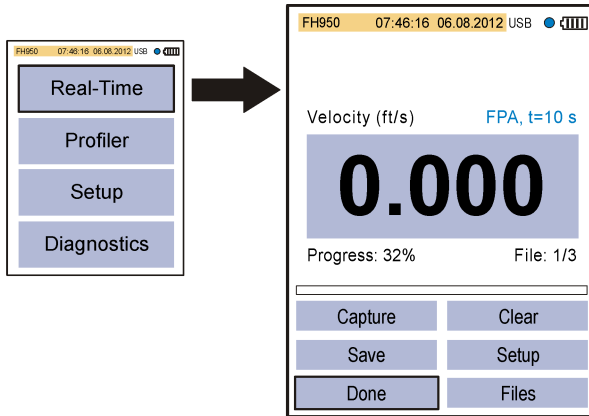 FH950 07:46:16 06.08.2012 USB
Real-Time
Profiler
Setup
Diagnostics
FH950 07:46:16 06.08.2012 USB
Velocity (ft/s) FPA, t=10 s
0.000
Progress: 32% File: 1/3
Capture Clear
Save Setup
Done Files